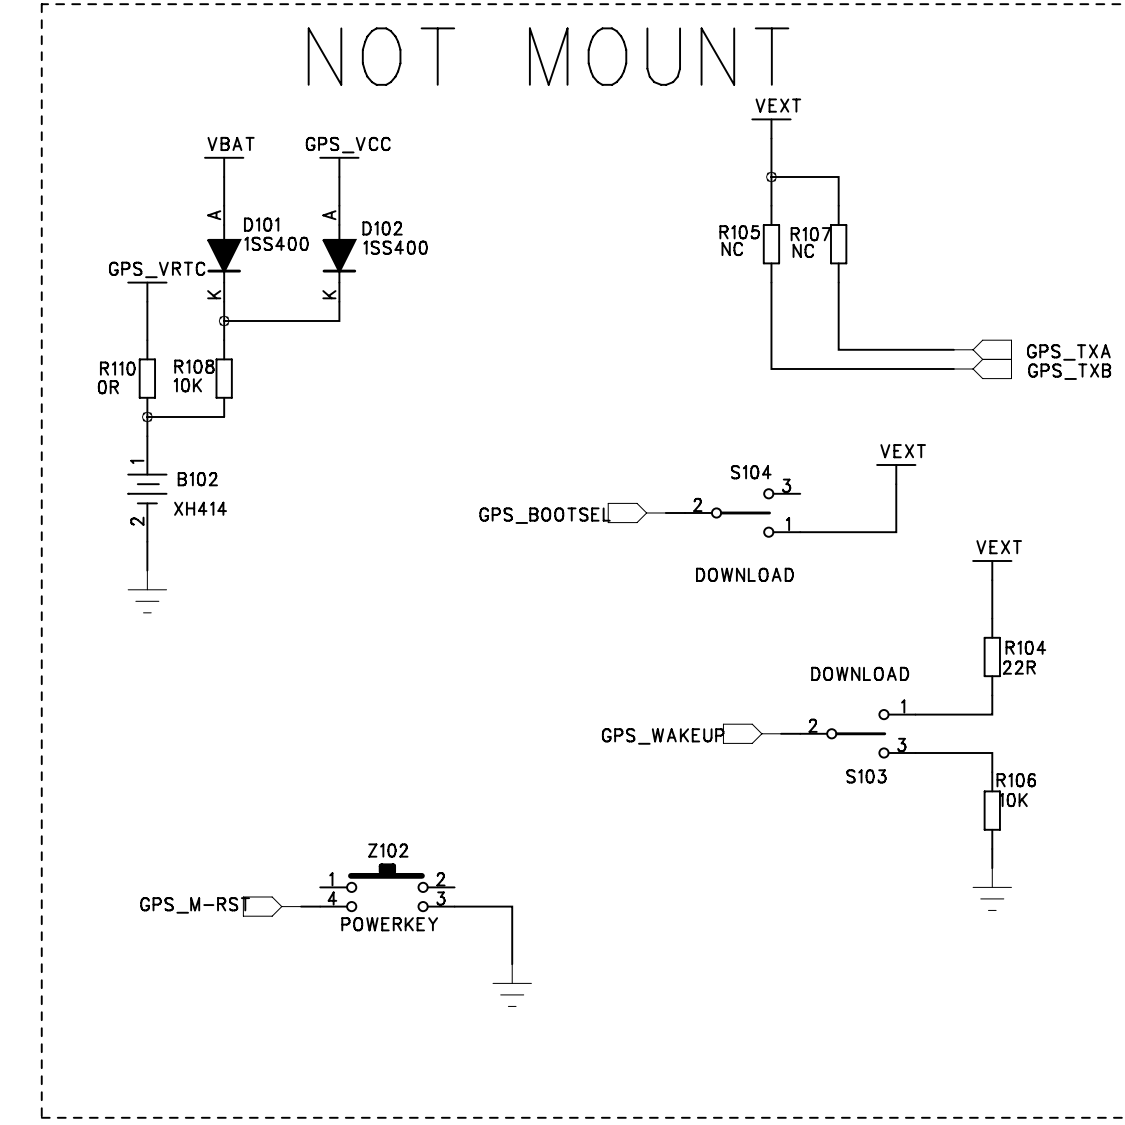 NOT MOUNT
VEXT
VBAT
GPS_VCC
A
D101
1SS400
A
D102
1SS400
K
K
GPS_VRTC
R110
0R
R108
10K
1
B102
XH414
2
R105
NC
R107
NC
GPS_TXA
GPS_TXB
VEXT
S104
3
GPS_BOOTSEL
2
1
DOWNLOAD
VEXT
R104
22R
DOWNLOAD
1
GPS_WAKEUP
2
3
S103
R106
10K
Z102
1
2
GPS_M-RST
4
3
POWERKEY